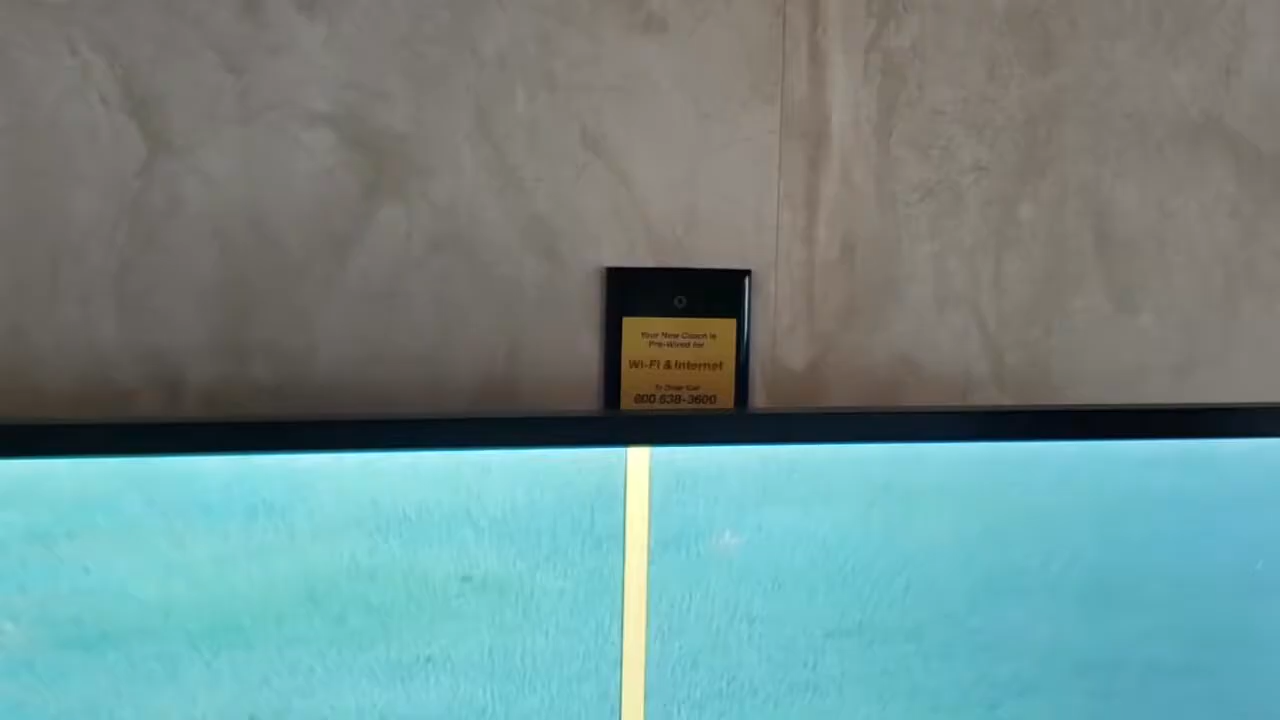 Your New Coach is
Pre-Wired for
Wi-Fi & Internet
To Order Call
800 638-3600